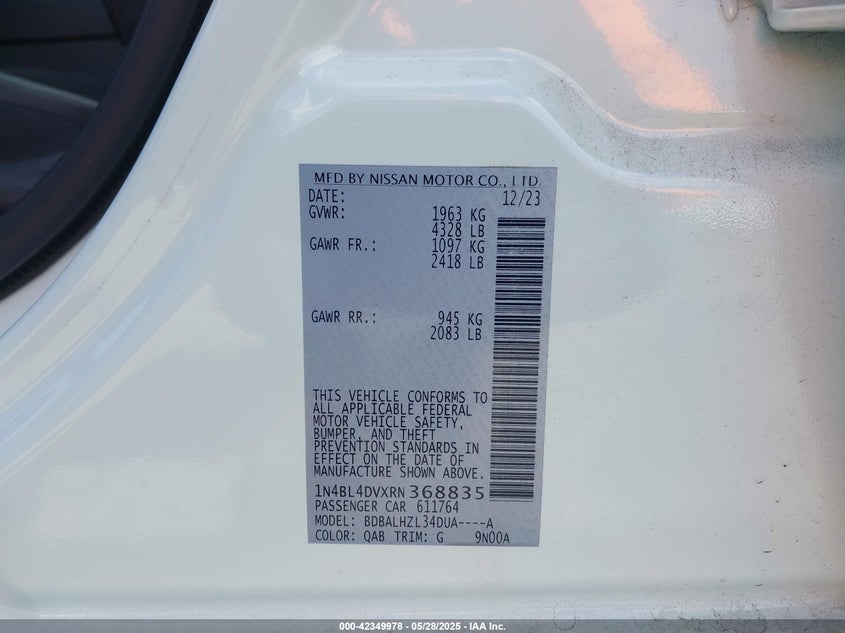 MFD BY NISSAN MOTOR CO., LTD.
DATE: 12/23
GVWR: 1963 KG
4328 LB
GAWR FR.: 1097 KG
2418 LB
GAWR RR.: 945 KG
2083 LB
THIS VEHICLE CONFORMS TO
ALL APPLICABLE FEDERAL
MOTOR VEHICLE SAFETY,
BUMPER, AND THEFT
PREVENTION STANDARDS IN
EFFECT ON THE DATE OF
MANUFACTURE SHOWN ABOVE.
1N4BL4DVXRN368835
PASSENGER CAR 611764
MODEL: BDBALHZL34DUA----A
COLOR: QAB TRIM: G 9N00A
000-42349978 - 05/28/2025 - IAA Inc.